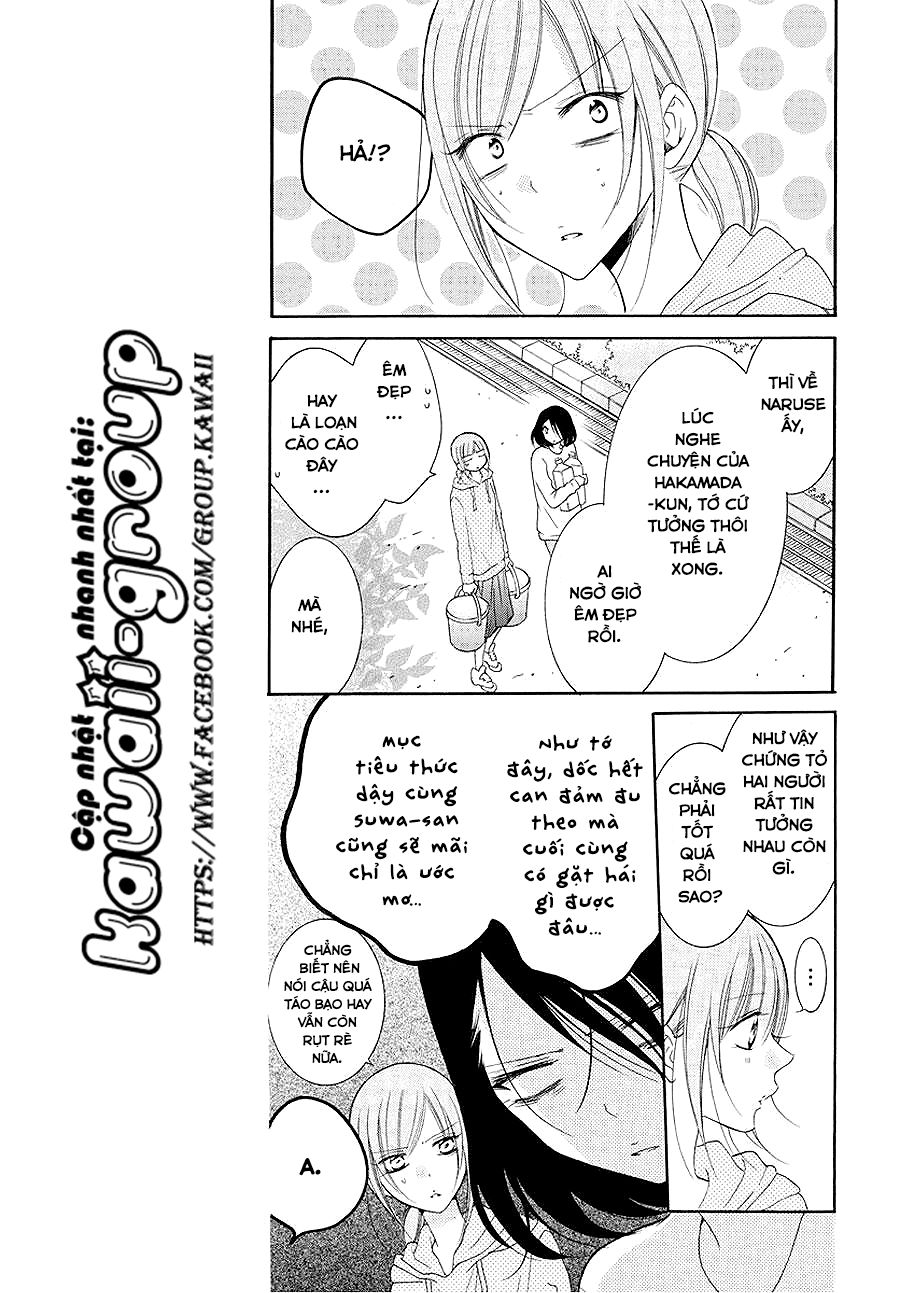 HẢ!?
THÌ VỀ
NARUSE
ẤY,
LÚC
NGHE
CHUYỆN CỦA
HAKAMADA
-KUN, TỚ CỨ
TƯỞNG THÔI
THẾ LÀ
XONG.
AI
NGỜ GIỜ
ÊM ĐẸP
RỒI.
ÊM
ĐẸP
...
HAY
LÀ LOẠN
CÀO CÀO
ĐÂY
...
MÀ
NHÉ,
NHƯ VẬY
CHỨNG TỎ
HAI NGƯỜI
RẤT TIN
TƯỞNG
NHAU CÒN
GÌ.
CHẲNG
PHẢI
TỐT
QUÁ
RỒI
SAO?
...
Như tớ
đây, dốc hết
can đảm đu
theo mà
cuối cùng
có gặt hái
gì được
đâu...
Mục
tiêu thức
dậy cùng
Suwa-san
cũng sẽ mãi
chỉ là ước
mơ...
CHẲNG
BIẾT NÊN
NÓI CẬU QUÁ
TÁO BẠO HAY
VẪN CÒN
RỤT RÈ
NỮA.
A.
Cập nhật nhanh nhất tại:
kawaii-group
HTTPS://WWW.FACEBOOK.COM/GROUP.KAWAII